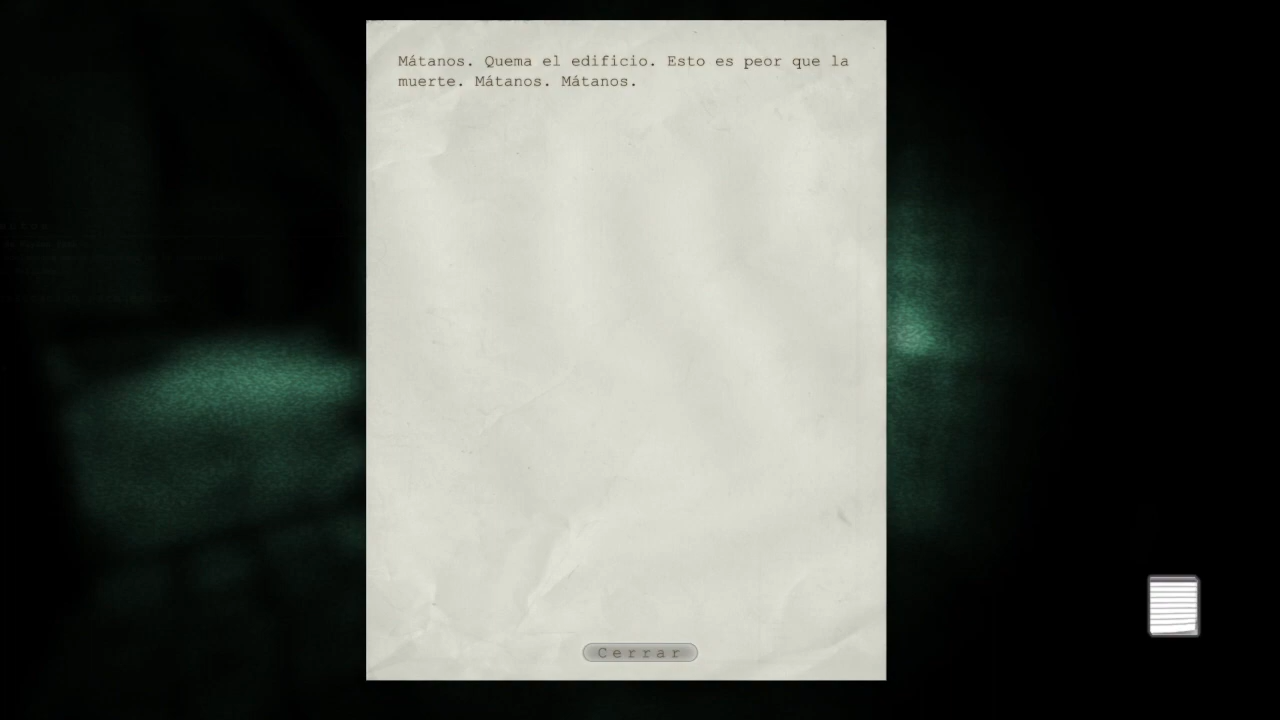 Mátanos. Quema el edificio. Esto es peor que la
muerte. Mátanos. Mátanos.
Cerrar